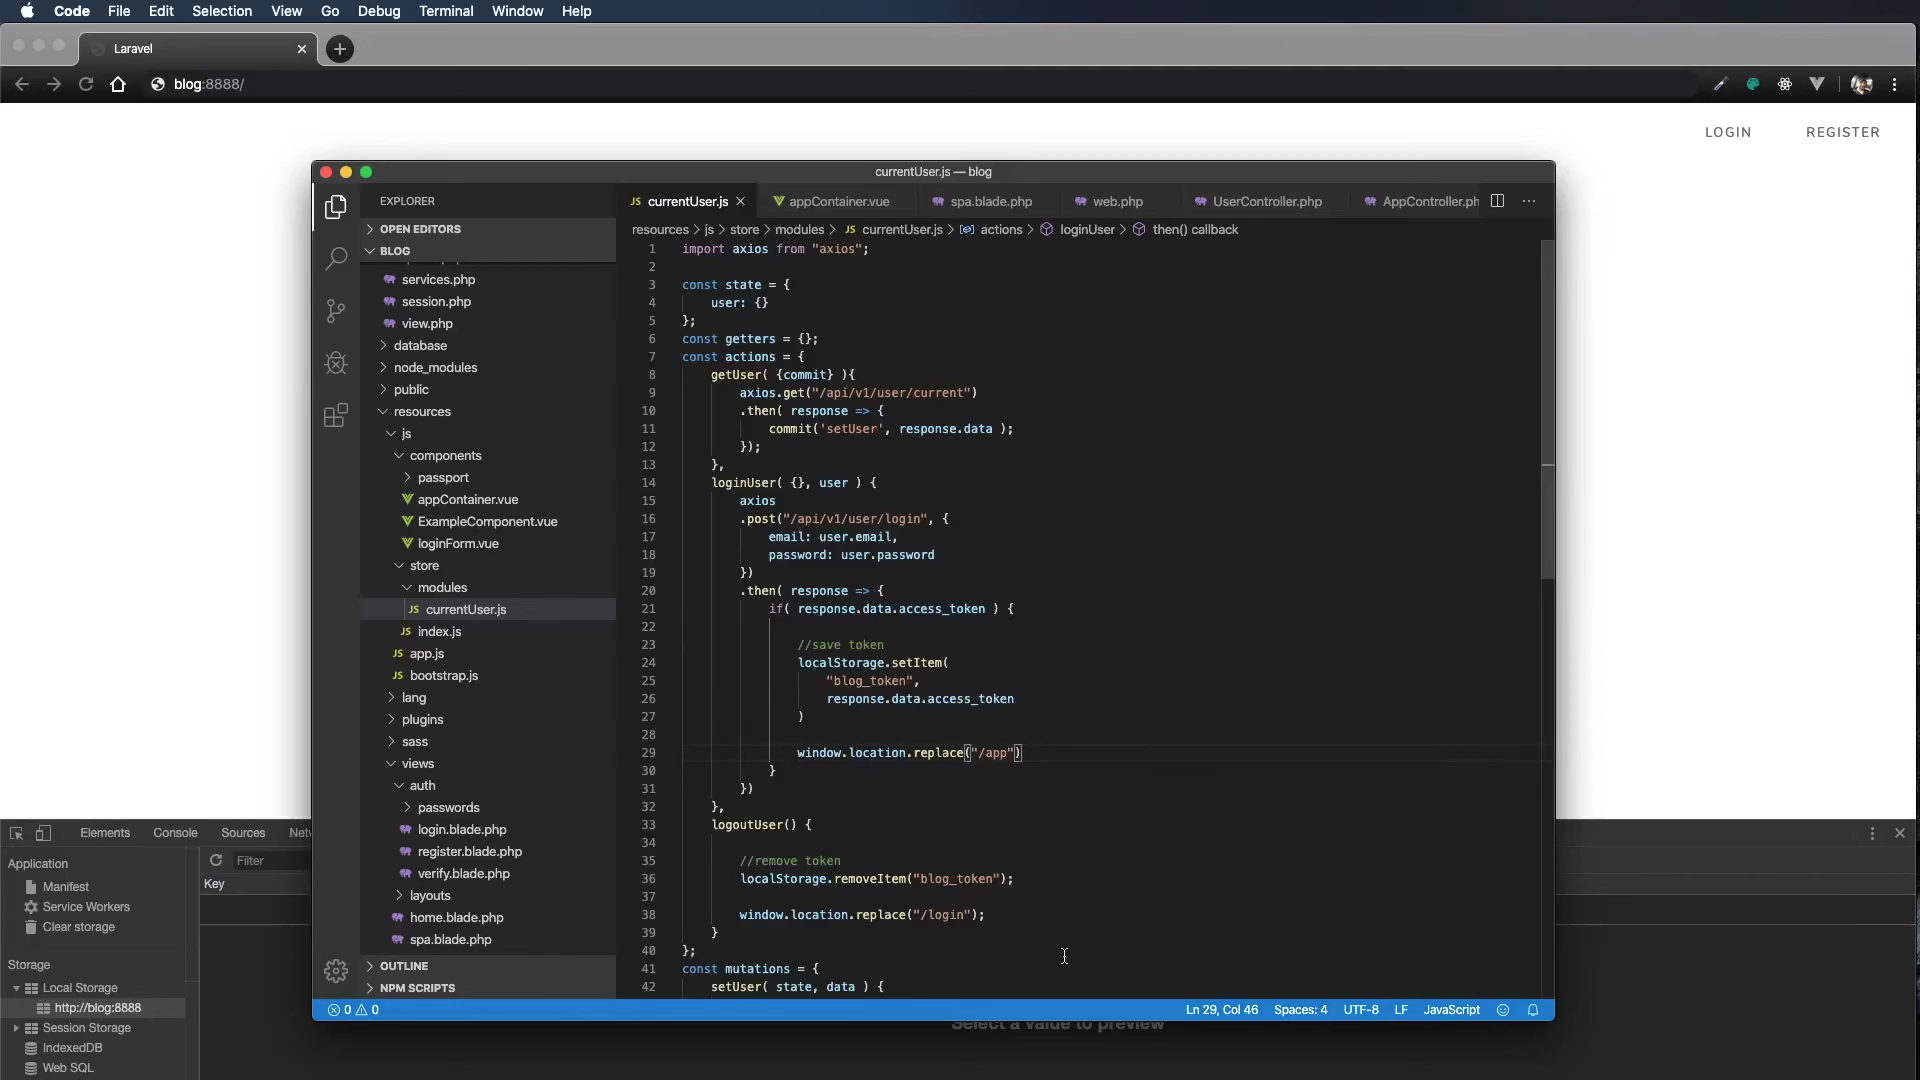 Code File Edit Selection View Go Debug Terminal Window Help
Laravel
blog:8888/
LOGIN REGISTER
currentUser.js — blog
EXPLORER
currentUser.js appContainer.vue spa.blade.php web.php UserController.php AppController.ph
OPEN EDITORS
BLOG
services.php
session.php
view.php
database
node_modules
public
resources
js
components
passport
appContainer.vue
ExampleComponent.vue
loginForm.vue
store
modules
currentUser.js
index.js
app.js
bootstrap.js
lang
plugins
sass
views
auth
passwords
login.blade.php
register.blade.php
verify.blade.php
layouts
home.blade.php
spa.blade.php
OUTLINE
NPM SCRIPTS
resources > js > store > modules > JS currentUser.js > actions > loginUser > then() callback
1 import axios from "axios";
2
3 const state = {
4 user: {}
5 };
6 const getters = {};
7 const actions = {
8 getUser( {commit} ){
9 axios.get("/api/v1/user/current")
10 .then( response => {
11 commit('setUser', response.data );
12 });
13 },
14 loginUser( {}, user ) {
15 axios
16 .post("/api/v1/user/login", {
17 email: user.email,
18 password: user.password
19 })
20 .then( response => {
21 if( response.data.access_token ) {
22
23 //save token
24 localStorage.setItem(
25 "blog_token",
26 response.data.access_token
27 )
28
29 window.location.replace("/app")
30 }
31 })
32 },
33 logoutUser() {
34
35 //remove token
36 localStorage.removeItem("blog_token");
37
38 window.location.replace("/login");
39 }
40 };
41 const mutations = {
42 setUser( state, data ) {
0 0 Ln 29, Col 46 Spaces: 4 UTF-8 LF JavaScript
Elements Console Sources Net
Application
Manifest
Service Workers
Clear storage
Storage
Local Storage
http://blog:8888
Session Storage
IndexedDB
Web SQL
Filter
Key
Select a value to preview